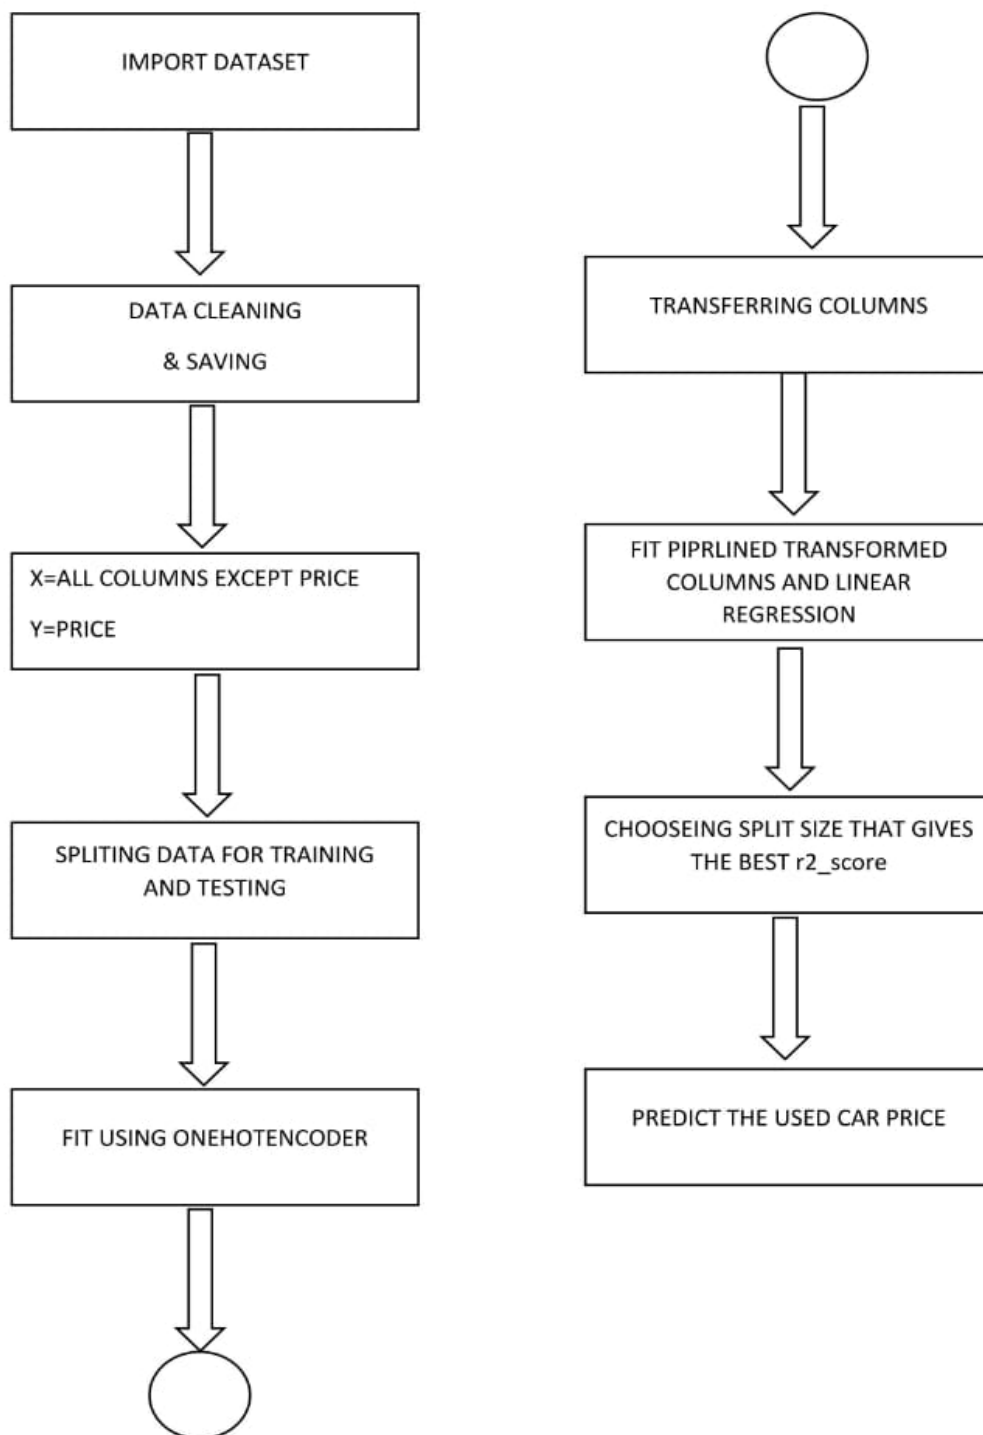 IMPORT DATASET
DATA CLEANING
& SAVING
X=ALL COLUMNS EXCEPT PRICE
Y=PRICE
SPLITING DATA FOR TRAINING
AND TESTING
FIT USING ONEHOTENCODER
TRANSFERRING COLUMNS
FIT PIPRLINED TRANSFORMED
COLUMNS AND LINEAR
REGRESSION
CHOOSEING SPLIT SIZE THAT GIVES
THE BEST r2_score
PREDICT THE USED CAR PRICE